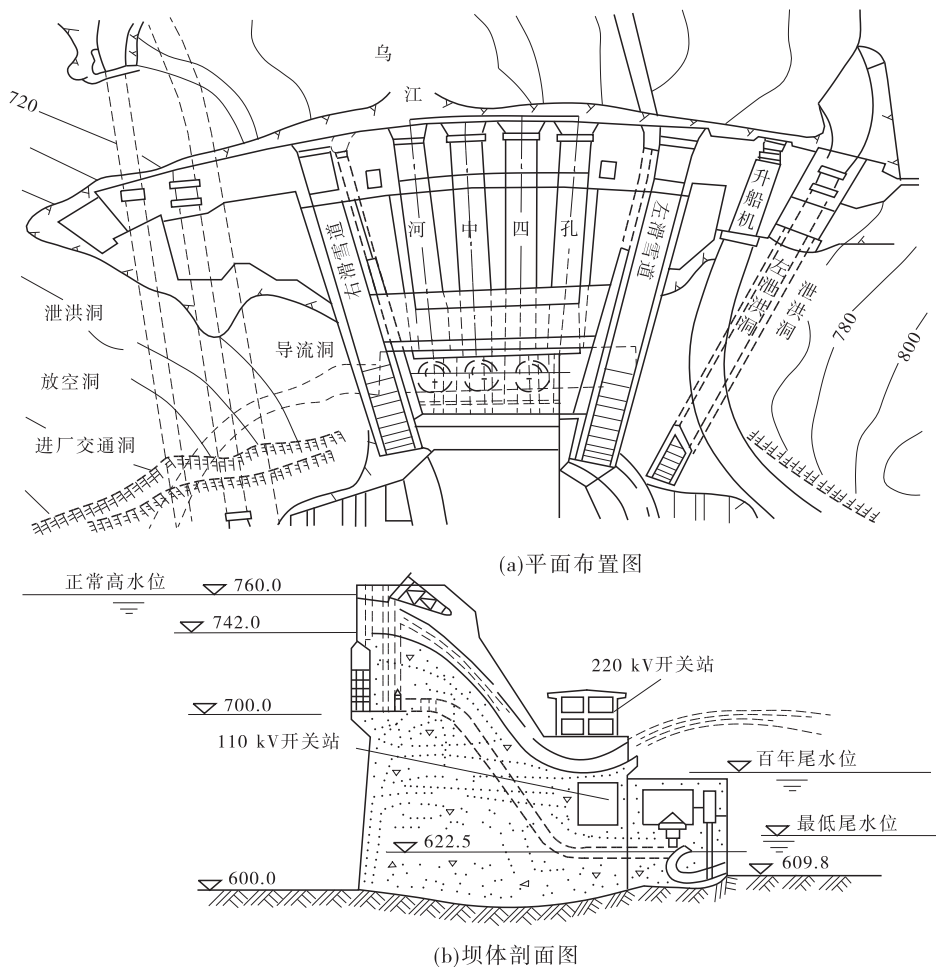 乌
江
720
升船机
右滑雪道
河中四孔
左滑雪道
泄洪洞
左泄洪洞
泄洪洞
780
800
导流洞
放空洞
进厂交通洞
(a)平面布置图
正常高水位
760.0
742.0
220 kV开关站
700.0
110 kV开关站
百年尾水位
最低尾水位
622.5
609.8
600.0
(b)坝体剖面图